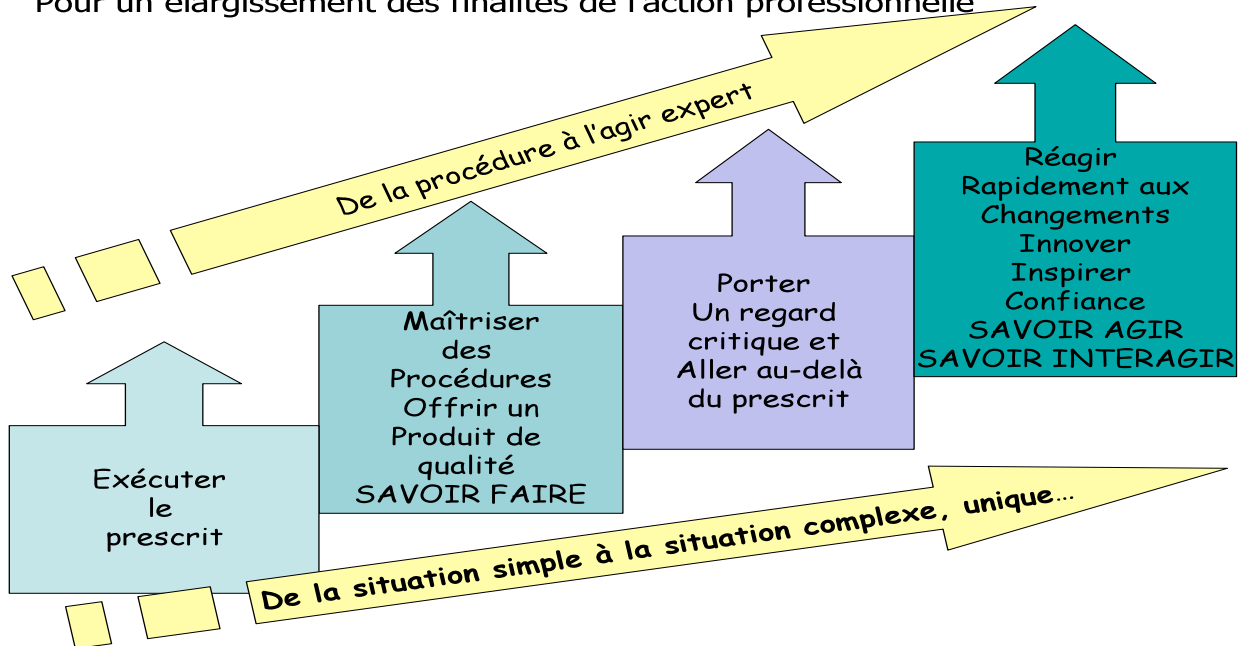 Pour un élargissement des finalités de l'action professionnelle
De la procédure à l'agir expert
Exécuter
le
prescrit
Maîtriser
des
Procédures
Offrir un
Produit de
qualité
SAVOIR FAIRE
Porter
Un regard
critique et
Aller au-delà
du prescrit
Réagir
Rapidement aux
Changements
Innover
Inspirer
Confiance
SAVOIR AGIR
SAVOIR INTERAGIR
De la situation simple à la situation complexe, unique...